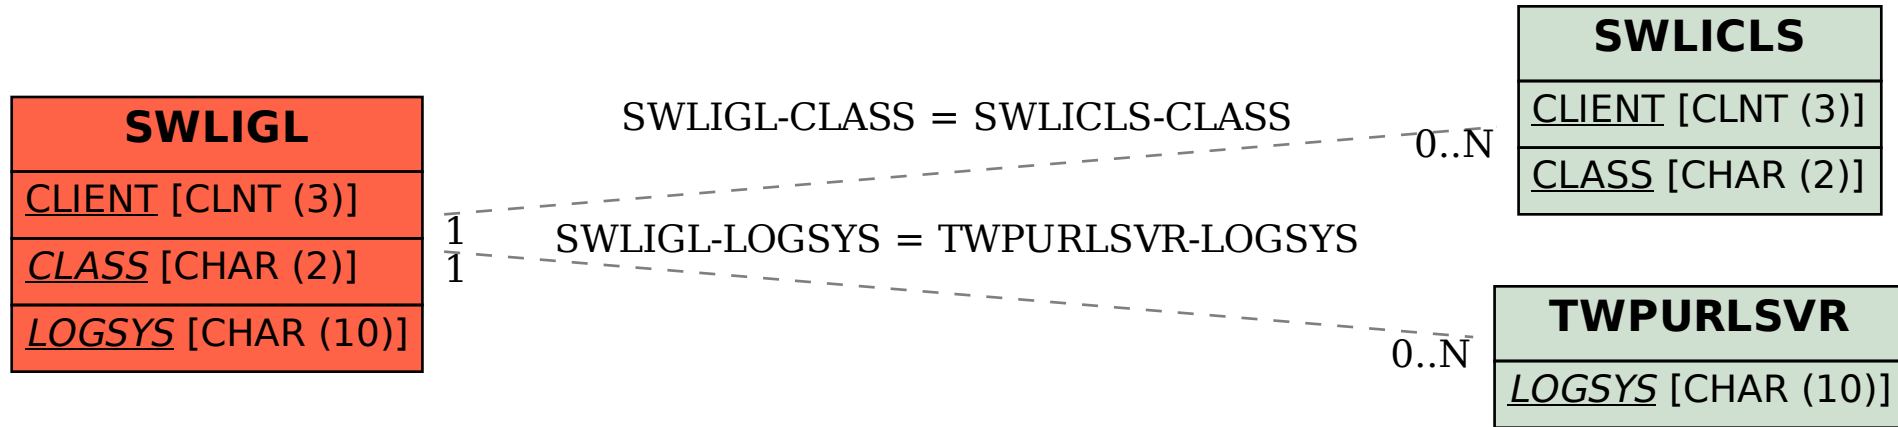 SWLIGL
CLIENT [CLNT (3)]
CLASS [CHAR (2)]
LOGSYS [CHAR (10)]
SWLIGL-CLASS = SWLICLS-CLASS
1
0..N
SWLIGL-LOGSYS = TWPURLSVR-LOGSYS
1
0..N
SWLICLS
CLIENT [CLNT (3)]
CLASS [CHAR (2)]
TWPURLSVR
LOGSYS [CHAR (10)]